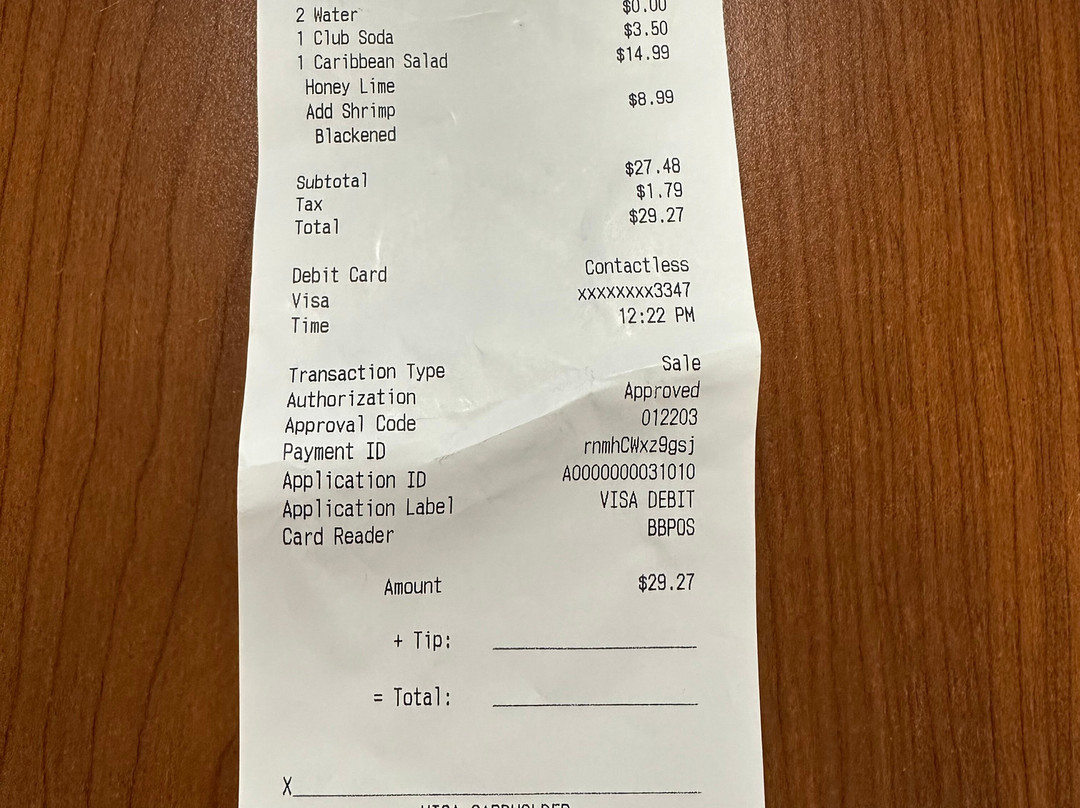 2 Water $0.00
1 Club Soda $3.50
1 Caribbean Salad $14.99
Honey Lime
Add Shrimp $8.99
Blackened
Subtotal $27.48
Tax $1.79
Total $29.27
Debit Card Contactless
Visa xxxxxxxx3347
Time 12:22 PM
Transaction Type Sale
Authorization Approved
Approval Code 012203
Payment ID rnmhCWxz9gsj
Application ID A0000000031010
Application Label VISA DEBIT
Card Reader BBPOS
Amount $29.27
+ Tip:
= Total:
X
VISA CARDHOLDER